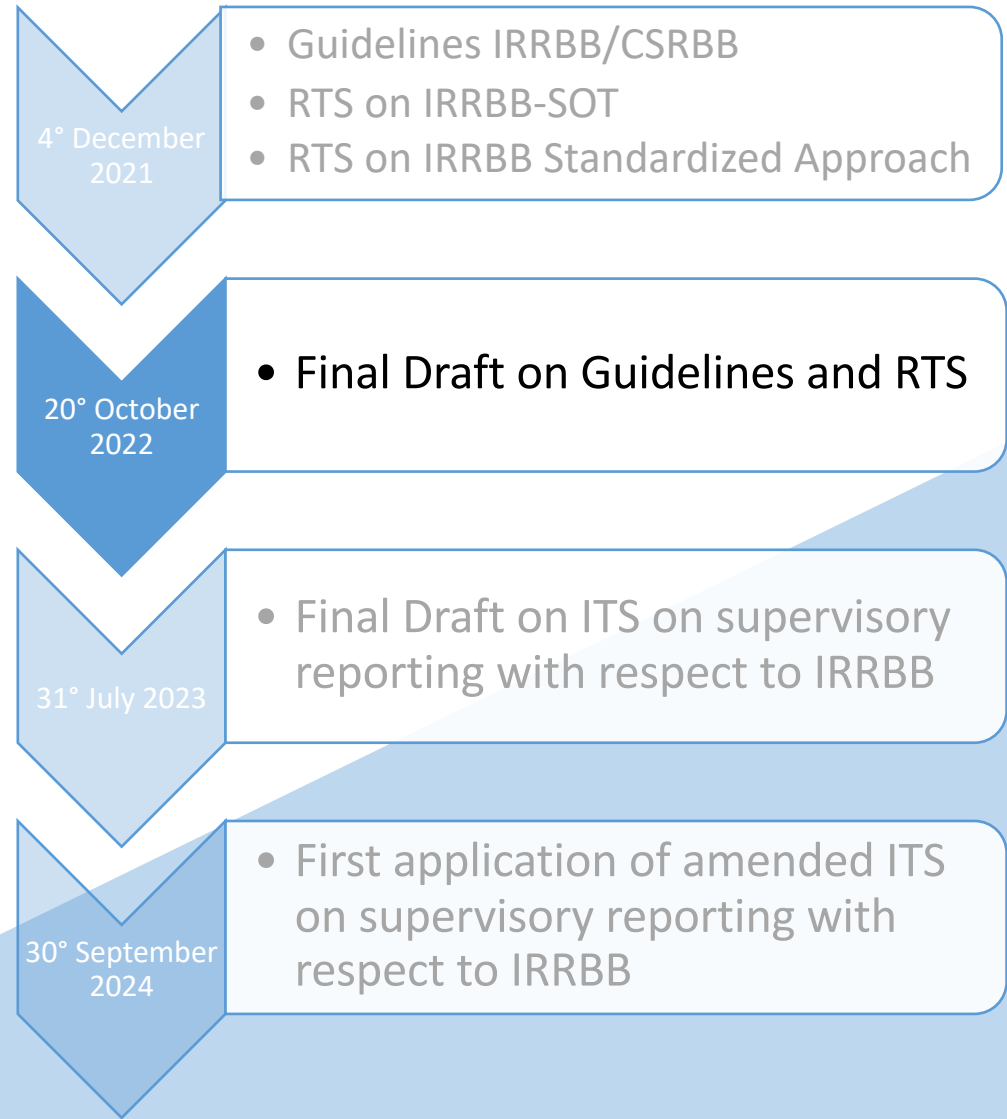 4° December
2021
• Guidelines IRRBB/CSRBB
• RTS on IRRBB-SOT
• RTS on IRRBB Standardized Approach
20° October
2022
• Final Draft on Guidelines and RTS
31° July 2023
• Final Draft on ITS on supervisory
reporting with respect to IRRBB
30° September
2024
• First application of amended ITS
on supervisory reporting with
respect to IRRBB